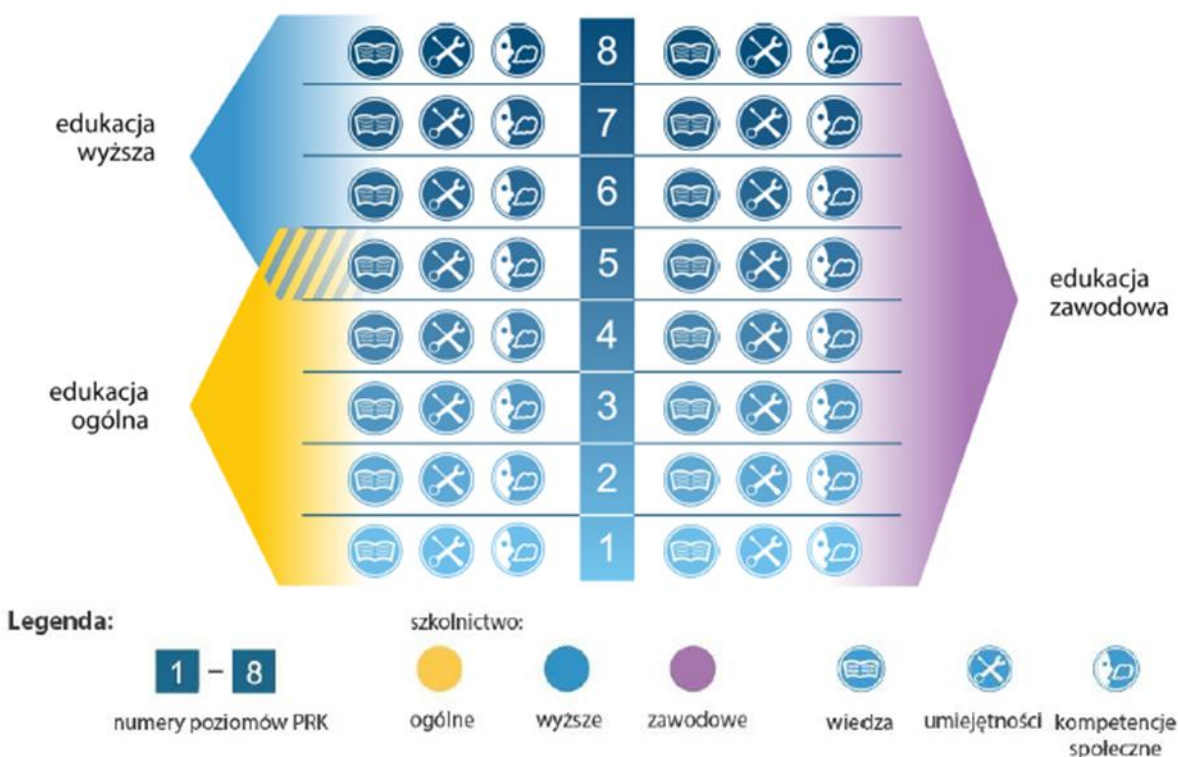 edukacja
wyższa
edukacja
ogólna
8
7
6
5
4
3
2
1
edukacja
zawodowa
Legenda:
1 – 8
numery poziomów PRK
szkolnictwo:
ogólne
wyższe
zawodowe
wiedza
umiejętności
kompetencje
społeczne